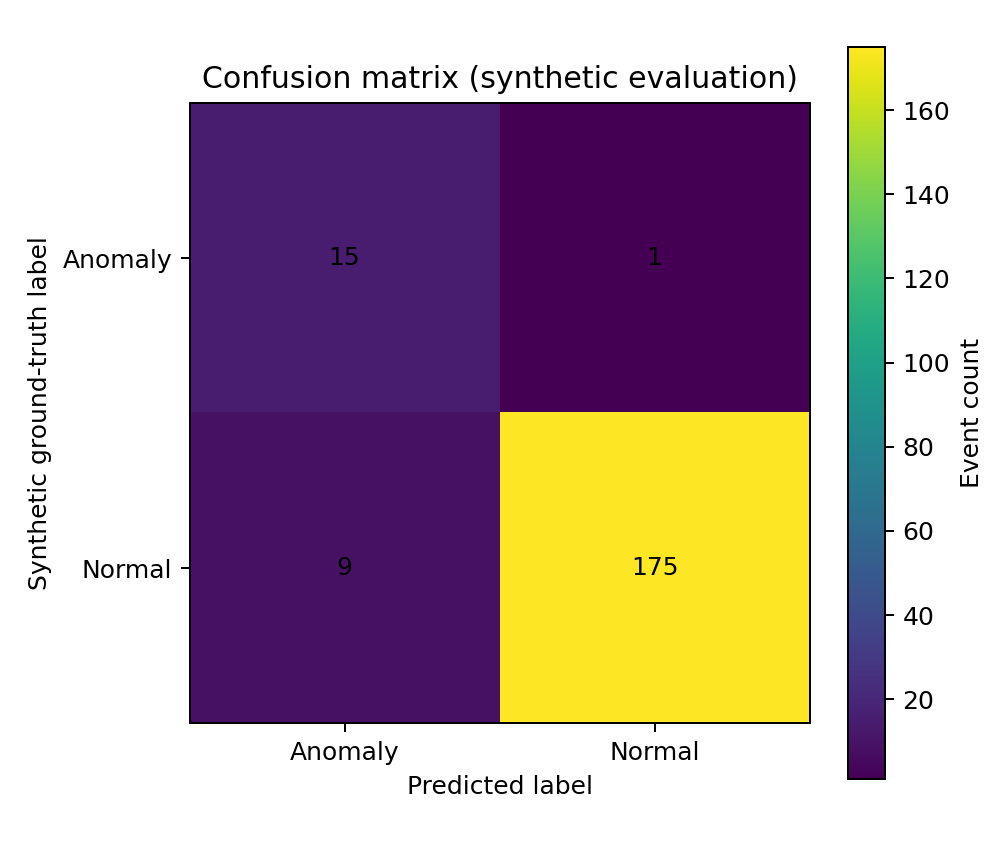 Confusion matrix (synthetic evaluation)
Synthetic ground-truth label
Anomaly
15
1
Normal
9
175
Anomaly
Normal
Predicted label
160
140
120
100
80
60
40
20
Event count